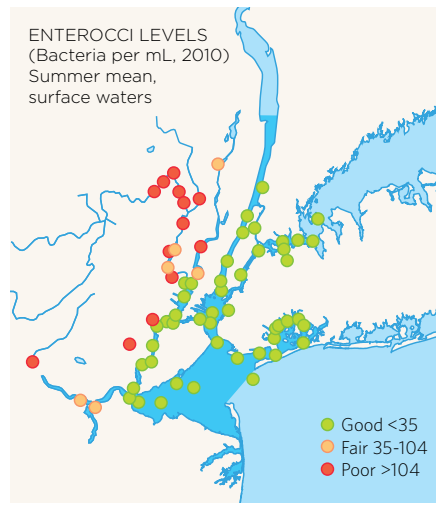 ENTEROCCI LEVELS
(Bacteria per mL, 2010)
Summer mean,
surface waters
Good <35
Fair 35-104
Poor >104